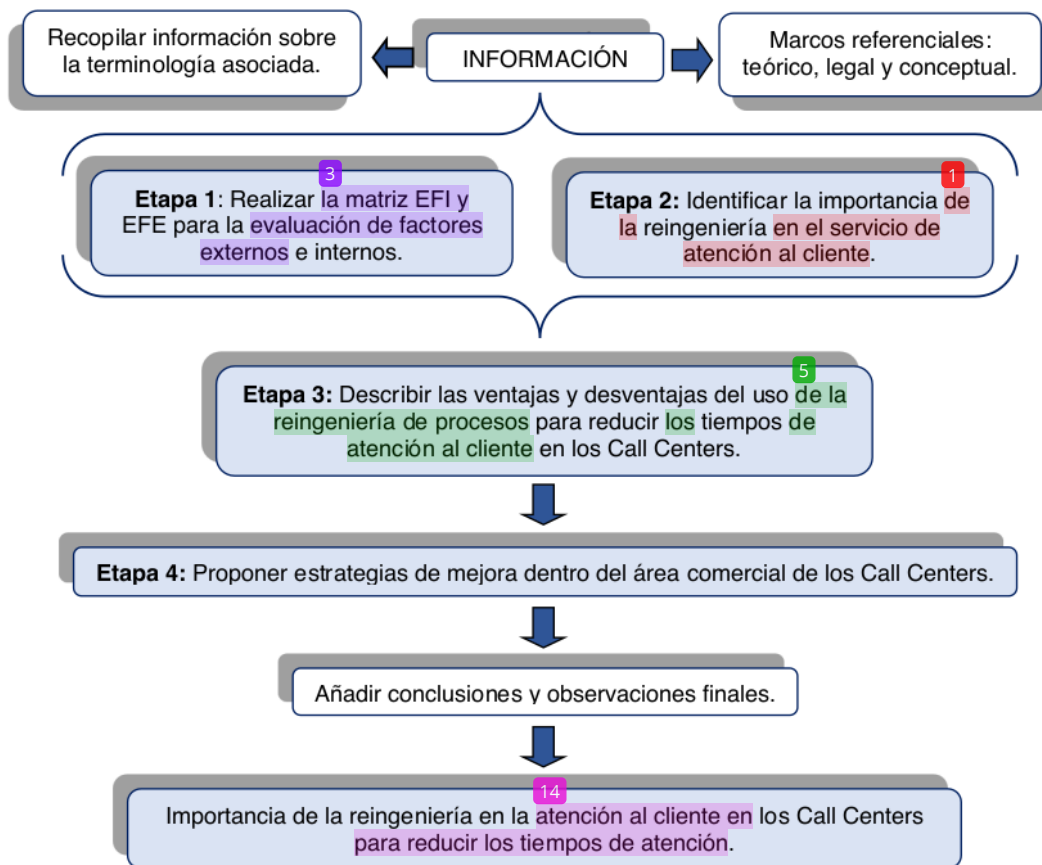 Recopilar información sobre
la terminología asociada.
INFORMACIÓN
Marcos referenciales:
teórico, legal y conceptual.
3
Etapa 1: Realizar la matriz EFI y
EFE para la evaluación de factores
externos e internos.
1
Etapa 2: Identificar la importancia de
la reingeniería en el servicio de
atención al cliente.
5
Etapa 3: Describir las ventajas y desventajas del uso de la
reingeniería de procesos para reducir los tiempos de
atención al cliente en los Call Centers.
Etapa 4: Proponer estrategias de mejora dentro del área comercial de los Call Centers.
Añadir conclusiones y observaciones finales.
14
Importancia de la reingeniería en la atención al cliente en los Call Centers
para reducir los tiempos de atención.